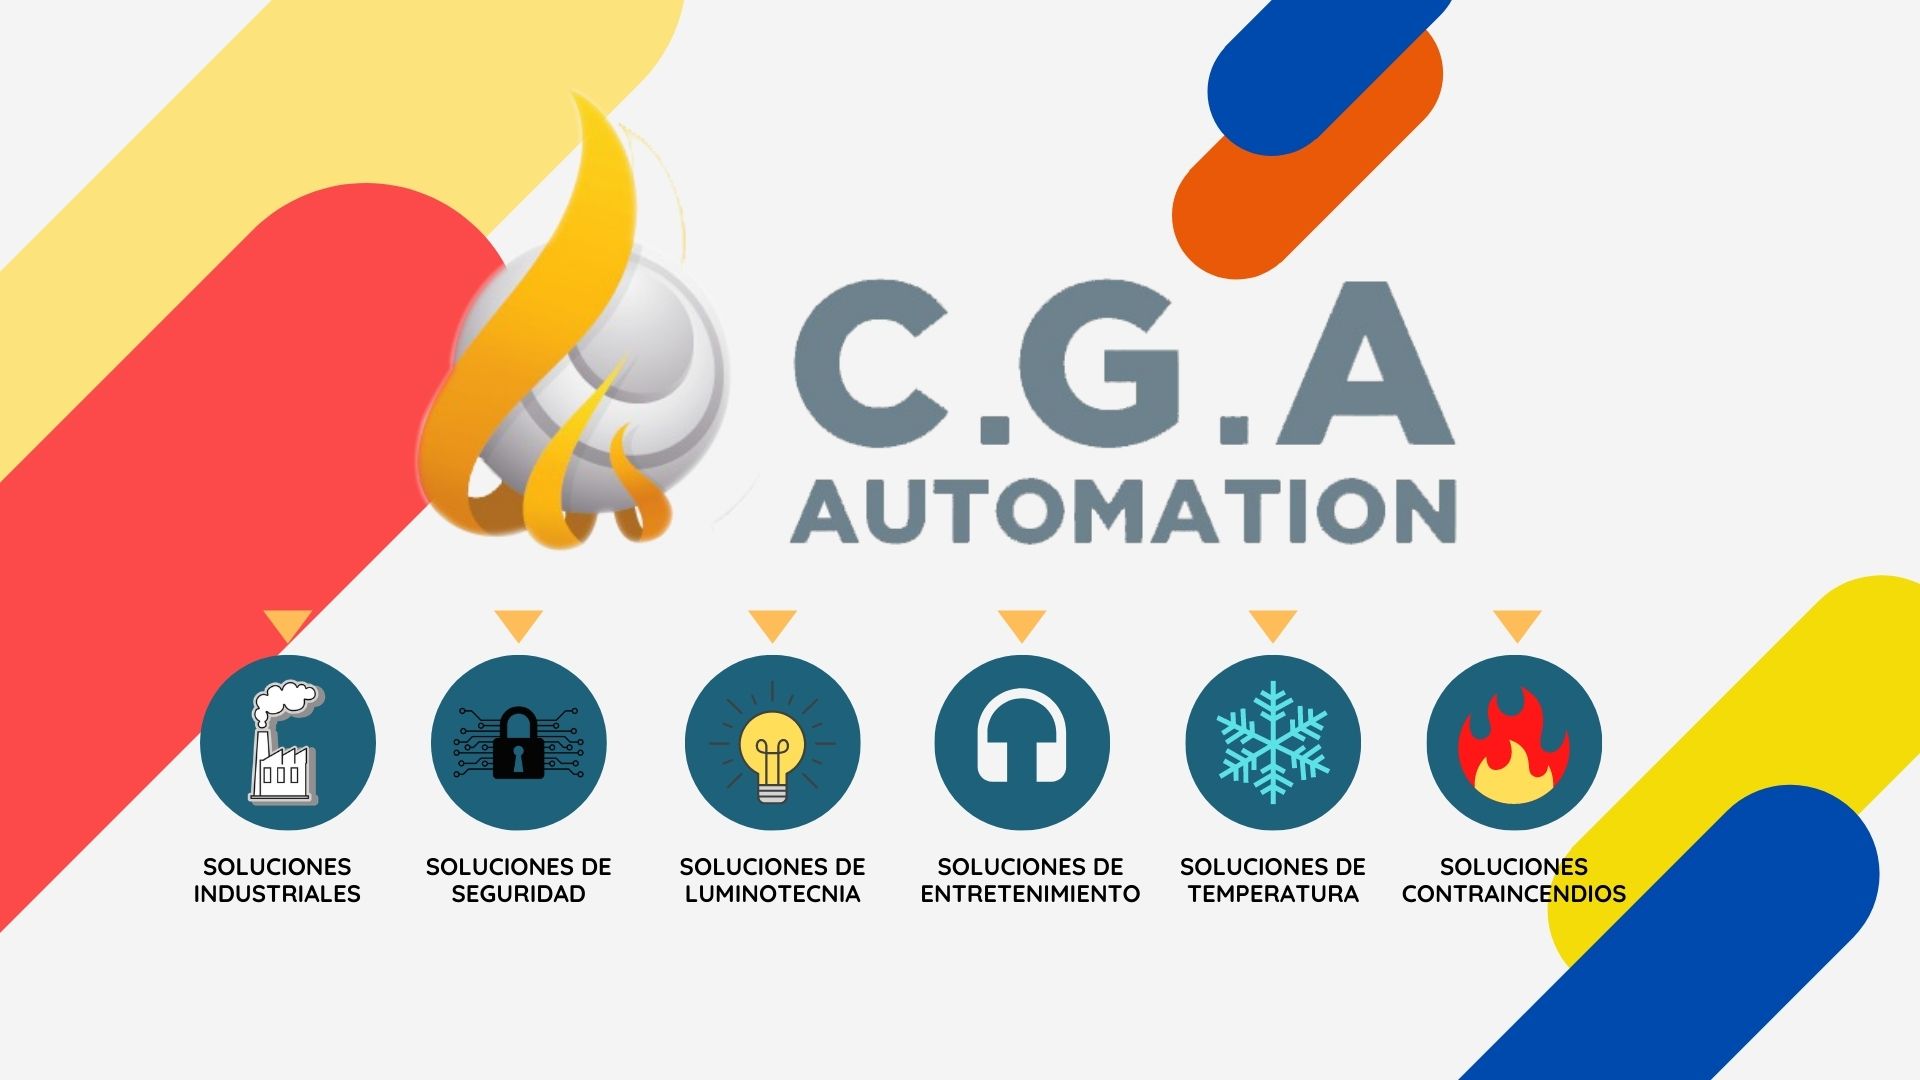 C.G.A
AUTOMATION
SOLUCIONES
INDUSTRIALES
SOLUCIONES DE
SEGURIDAD
SOLUCIONES DE
LUMINOTECNIA
SOLUCIONES DE
ENTRETENIMIENTO
SOLUCIONES DE
TEMPERATURA
SOLUCIONES
CONTRAINCENDIOS